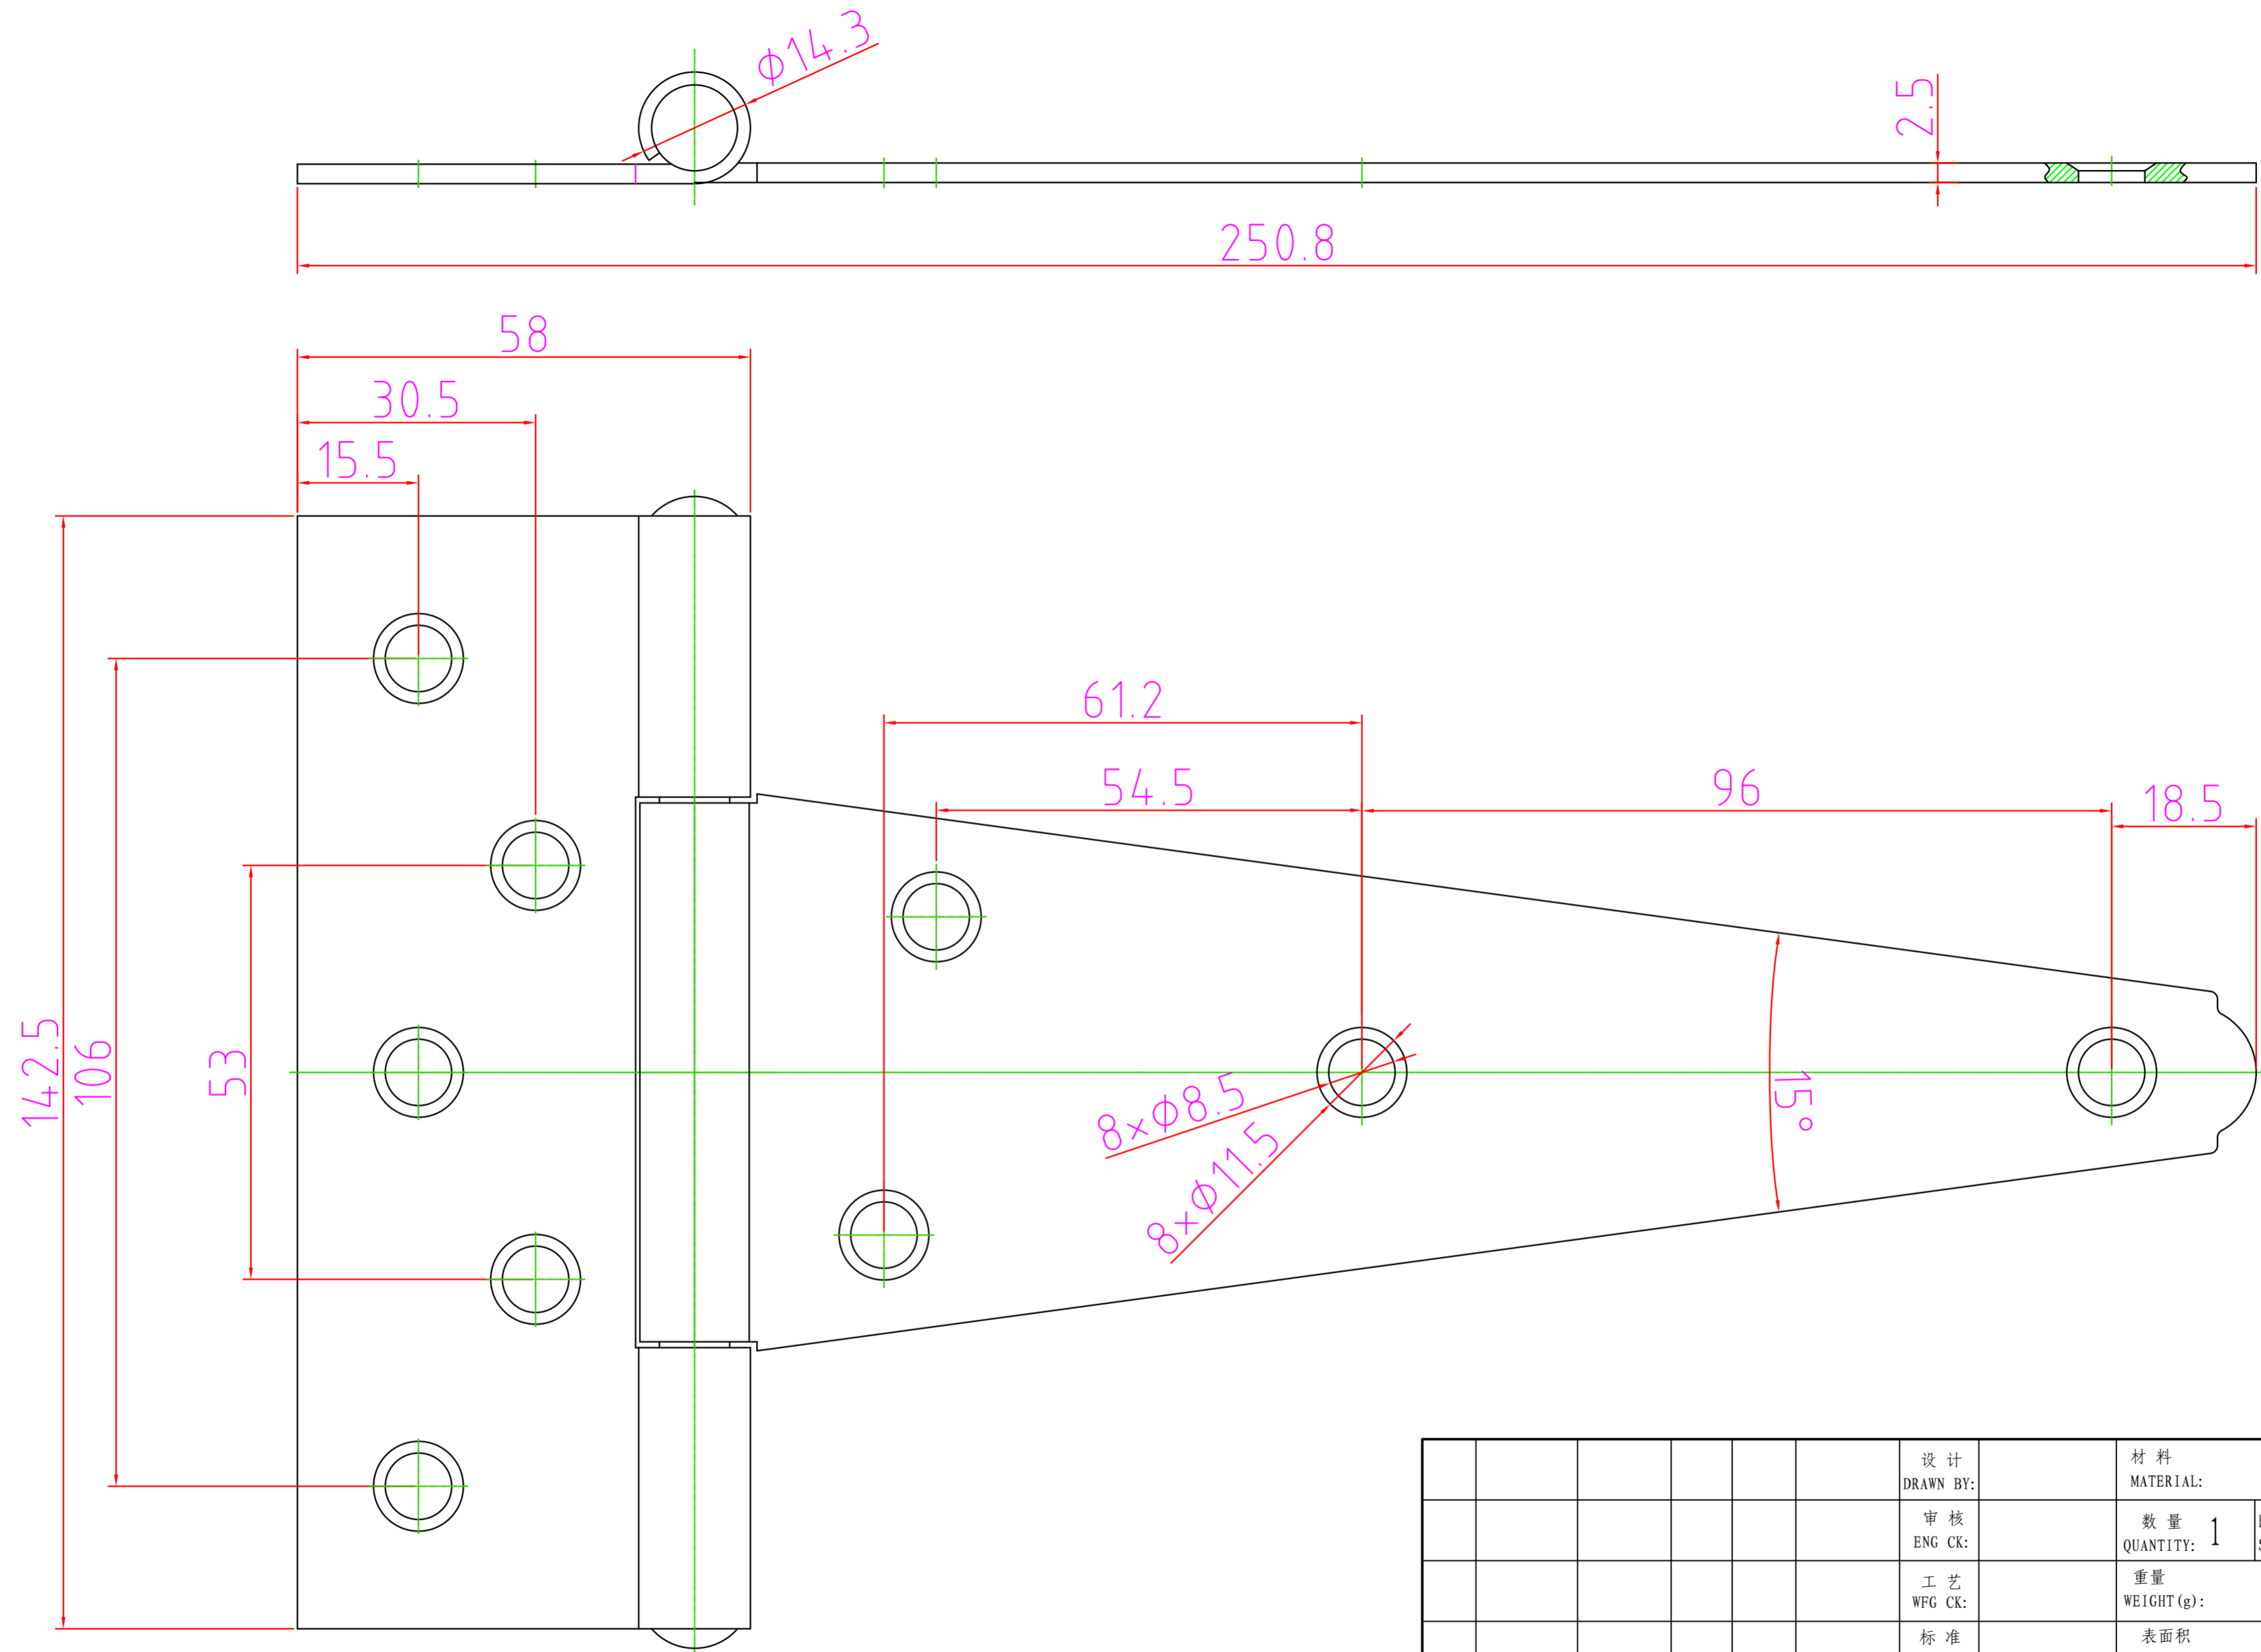 Φ14.3
2.5
250.8
58
30.5
15.5
61.2
54.5
96
18.5
142.5
106
53
8×Φ8.5
8×Φ11.5
15°
设计
DRAWN BY:
材料
MATERIAL:
审核
ENG CK:
数量
QUANTITY: 1
工艺
WFG CK:
重量
WEIGHT(g):
标准
表面积